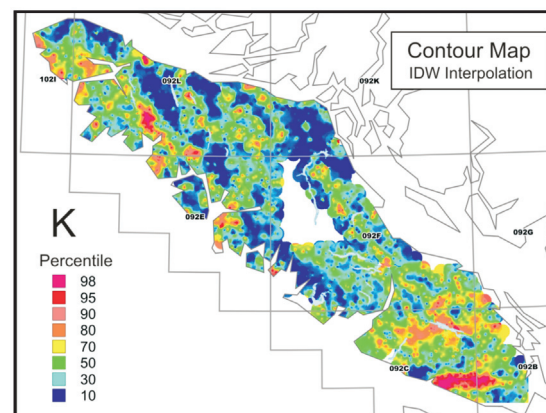 Contour Map
IDW Interpolation
102I
092L
092K
092E
092F
092G
092C
092B
K
Percentile
98
95
90
80
70
50
30
10